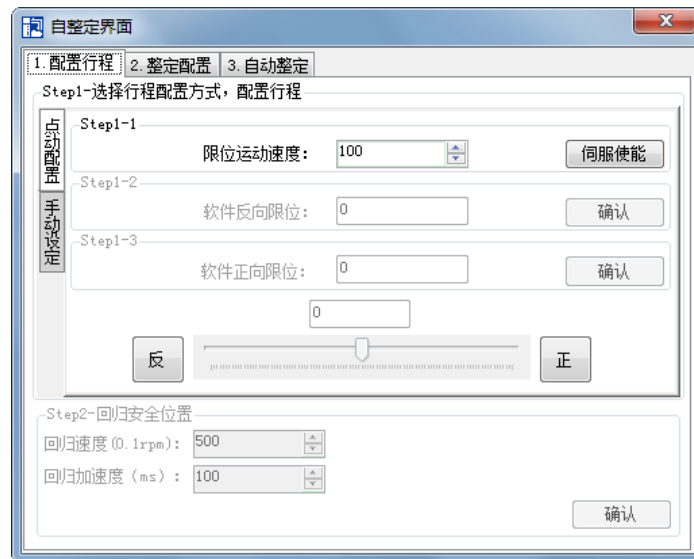 自整定界面
1.配置行程 2.整定配置 3.自动整定
Step1-选择行程配置方式，配置行程
点动配置
手动设定
Step1-1
限位运动速度： 100 伺服使能
Step1-2
软件反向限位： 0 确认
Step1-3
软件正向限位： 0 确认
0
反 正
Step2-回归安全位置
回归速度(0.1rpm)： 500
回归加速度（ms）： 100
确认